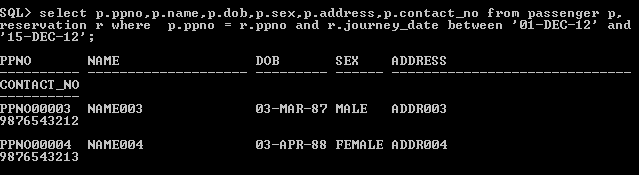 SQL> select p.ppno,p.name,p.dob,p.sex,p.address,p.contact_no from passenger p,
reservation r where  p.ppno = r.ppno and r.journey_date between '01-DEC-12' and
'15-DEC-12';
PPNO       NAME                 DOB       SEX    ADDRESS
---------- -------------------- --------- ------ ------------------------------
CONTACT_NO
----------
PPNO00003  NAME003              03-MAR-87 MALE   ADDR003
9876543212
PPNO00004  NAME004              03-APR-88 FEMALE ADDR004
9876543213